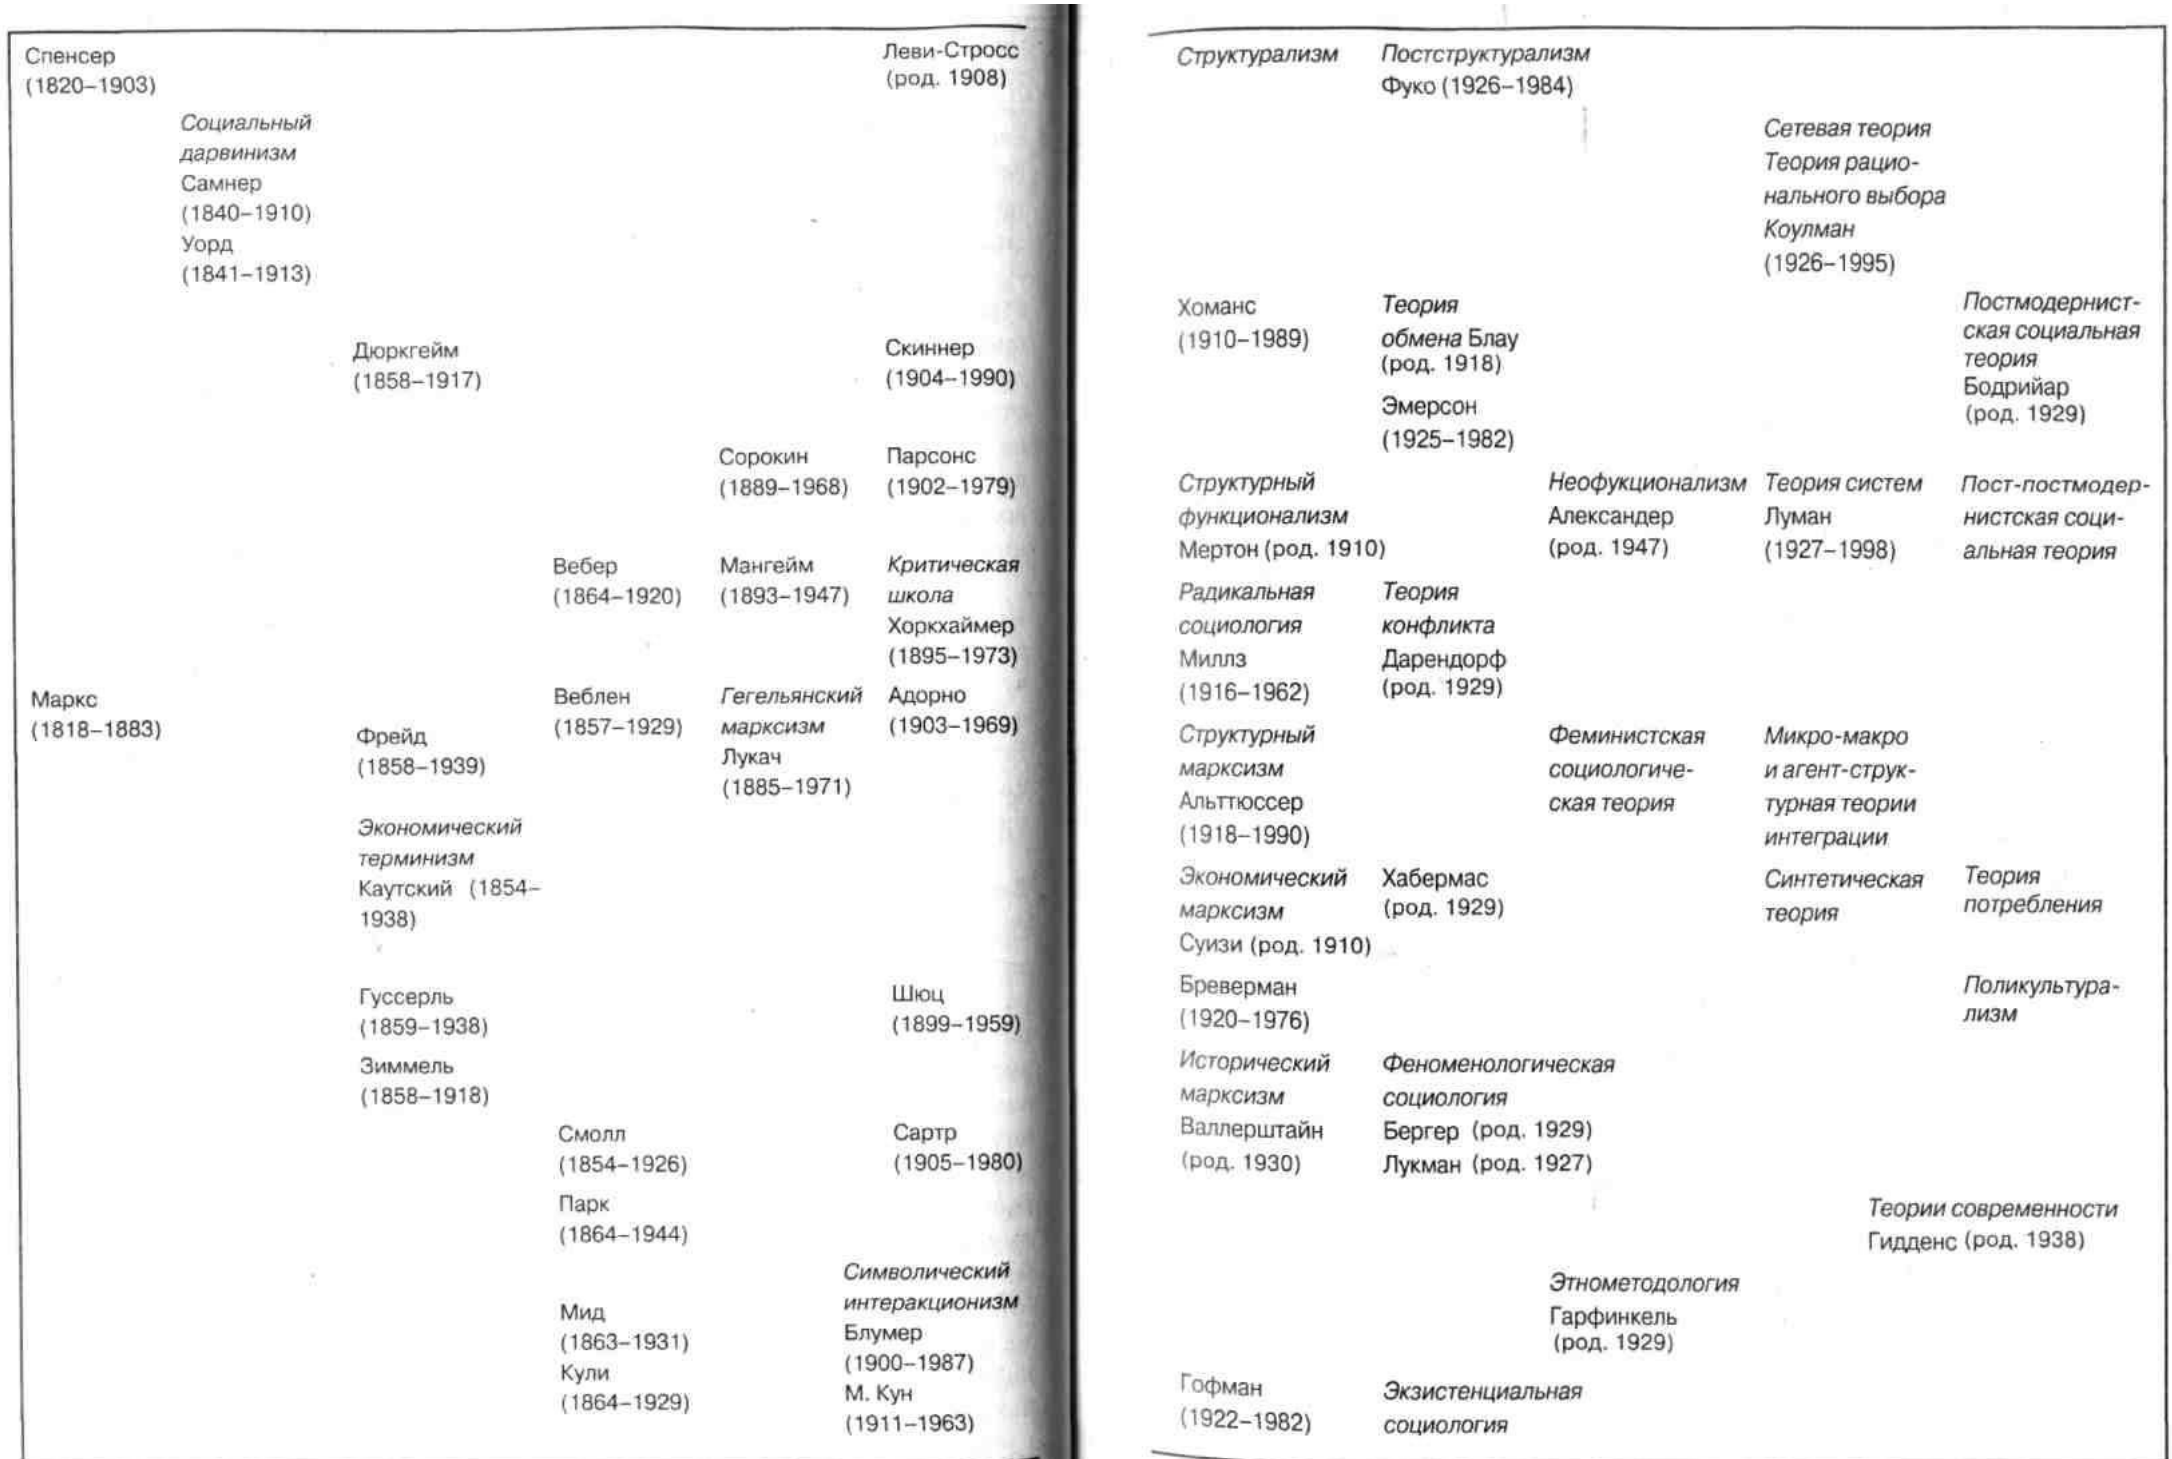 Спенсер
(1820–1903)
Социальный
дарвинизм
Самнер
(1840–1910)
Уорд
(1841–1913)
Дюркгейм
(1858–1917)
Леви-Стросс
(род. 1908)
Скиннер
(1904–1990)
Сорокин
(1889–1968)
Парсонс
(1902–1979)
Вебер
(1864–1920)
Мангейм
(1893–1947)
Критическая
школа
Хоркхаймер
(1895–1973)
Маркс
(1818–1883)
Фрейд
(1858–1939)
Веблен
(1857–1929)
Гегельянский
марксизм
Лукач
(1885–1971)
Адорно
(1903–1969)
Экономический
терминизм
Каутский (1854–
1938)
Гуссерль
(1859–1938)
Шюц
(1899–1959)
Зиммель
(1858–1918)
Смолл
(1854–1926)
Сартр
(1905–1980)
Парк
(1864–1944)
Мид
(1863–1931)
Кули
(1864–1929)
Символический
интеракционизм
Блумер
(1900–1987)
М. Кун
(1911–1963)
Структурализм
Постструктурализм
Фуко (1926–1984)
Сетевая теория
Теория рацио-
нального выбора
Коулман
(1926–1995)
Хоманс
(1910–1989)
Теория
обмена Блау
(род. 1918)
Эмерсон
(1925–1982)
Постмодернист-
ская социальная
теория
Бодрийар
(род. 1929)
Структурный
функционализм
Мертон (род. 1910)
Неофукционализм
Александер
(род. 1947)
Теория систем
Луман
(1927–1998)
Пост-постмодер-
нистская соци-
альная теория
Радикальная
социология
Миллз
(1916–1962)
Теория
конфликта
Дарендорф
(род. 1929)
Структурный
марксизм
Альттюссер
(1918–1990)
Феминистская
социологиче-
ская теория
Микро-макро
и агент-струк-
турная теории
интеграции
Экономический
марксизм
Суизи (род. 1910)
Хабермас
(род. 1929)
Синтетическая
теория
Теория
потребления
Бреверман
(1920–1976)
Поликультура-
лизм
Исторический
марксизм
Валлерштайн
(род. 1930)
Феноменологическая
социология
Бергер (род. 1929)
Лукман (род. 1927)
Теории современности
Гидденс (род. 1938)
Этнометодология
Гарфинкель
(род. 1929)
Гофман
(1922–1982)
Экзистенциальная
социология